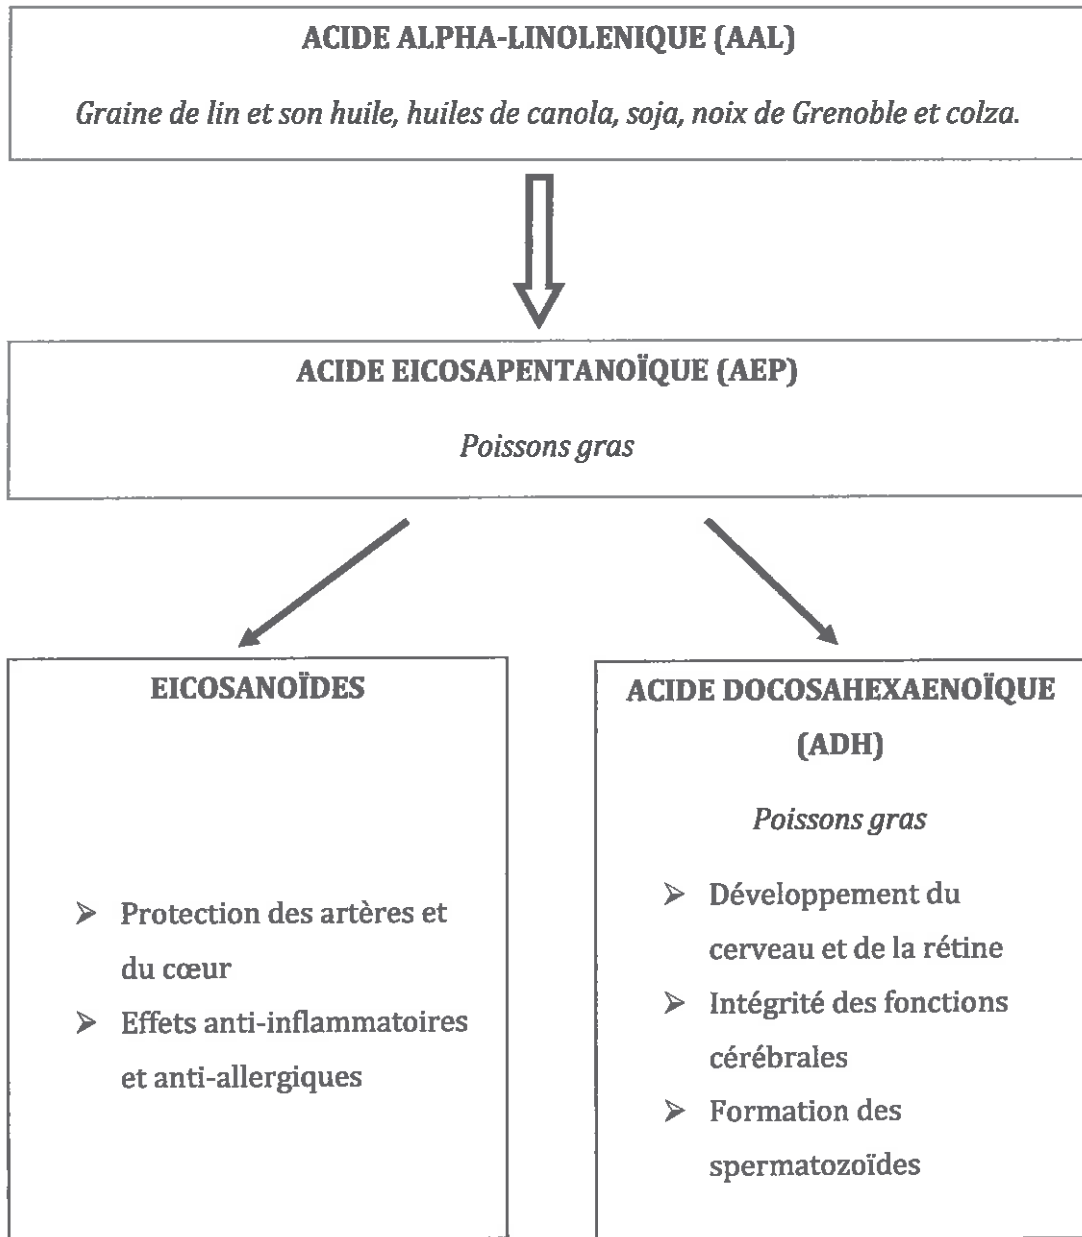 ACIDE ALPHA-LINOLENIQUE (AAL)
Graine de lin et son huile, huiles de canola, soja, noix de Grenoble et colza.
ACIDE EICOSAPENTANOÏQUE (AEP)
Poissons gras
EICOSANOÏDES
➢ Protection des artères et
du cœur
➢ Effets anti-inflammatoires
et anti-allergiques
ACIDE DOCOSAHEXAENOÏQUE
(ADH)
Poissons gras
➢ Développement du
cerveau et de la rétine
➢ Intégrité des fonctions
cérébrales
➢ Formation des
spermatozoïdes